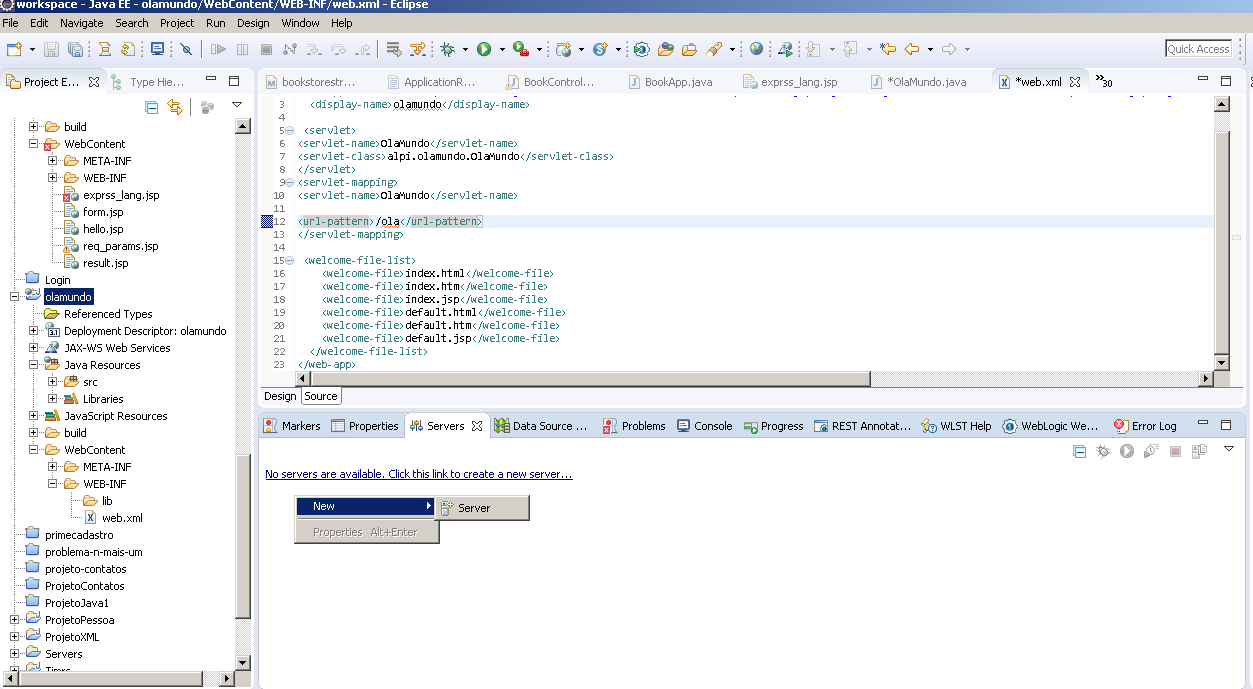 workspace - Java EE - olamundo/WebContent/WEB-INF/web.xml - Eclipse
File Edit Navigate Search Project Run Design Window Help
Quick Access
Project E... Type Hie...
build
WebContent
META-INF
WEB-INF
exprss_lang.jsp
form.jsp
hello.jsp
req_params.jsp
result.jsp
Login
olamundo
Referenced Types
Deployment Descriptor: olamundo
JAX-WS Web Services
Java Resources
src
Libraries
JavaScript Resources
build
WebContent
META-INF
WEB-INF
lib
web.xml
primecadastro
problema-n-mais-um
projeto-contatos
ProjetoContatos
ProjetoJava1
ProjetoPessoa
ProjetoXML
Servers
bookstorestr... ApplicationR... BookControl... BookApp.java exprss_lang.jsp *OlaMundo.java *web.xml »30
3 <display-name>olamundo</display-name>
4
5 <servlet>
6 <servlet-name>OlaMundo</servlet-name>
7 <servlet-class>alpi.olamundo.OlaMundo</servlet-class>
8 </servlet>
9 <servlet-mapping>
10 <servlet-name>OlaMundo</servlet-name>
11
12 <url-pattern>/ola</url-pattern>
13 </servlet-mapping>
14
15 <welcome-file-list>
16 <welcome-file>index.html</welcome-file>
17 <welcome-file>index.htm</welcome-file>
18 <welcome-file>index.jsp</welcome-file>
19 <welcome-file>default.html</welcome-file>
20 <welcome-file>default.htm</welcome-file>
21 <welcome-file>default.jsp</welcome-file>
22 </welcome-file-list>
23 </web-app>
Design Source
Markers Properties Servers Data Source ... Problems Console Progress REST Annotat... WLST Help WebLogic We... Error Log
No servers are available. Click this link to create a new server...
New Server
Properties Alt+Enter